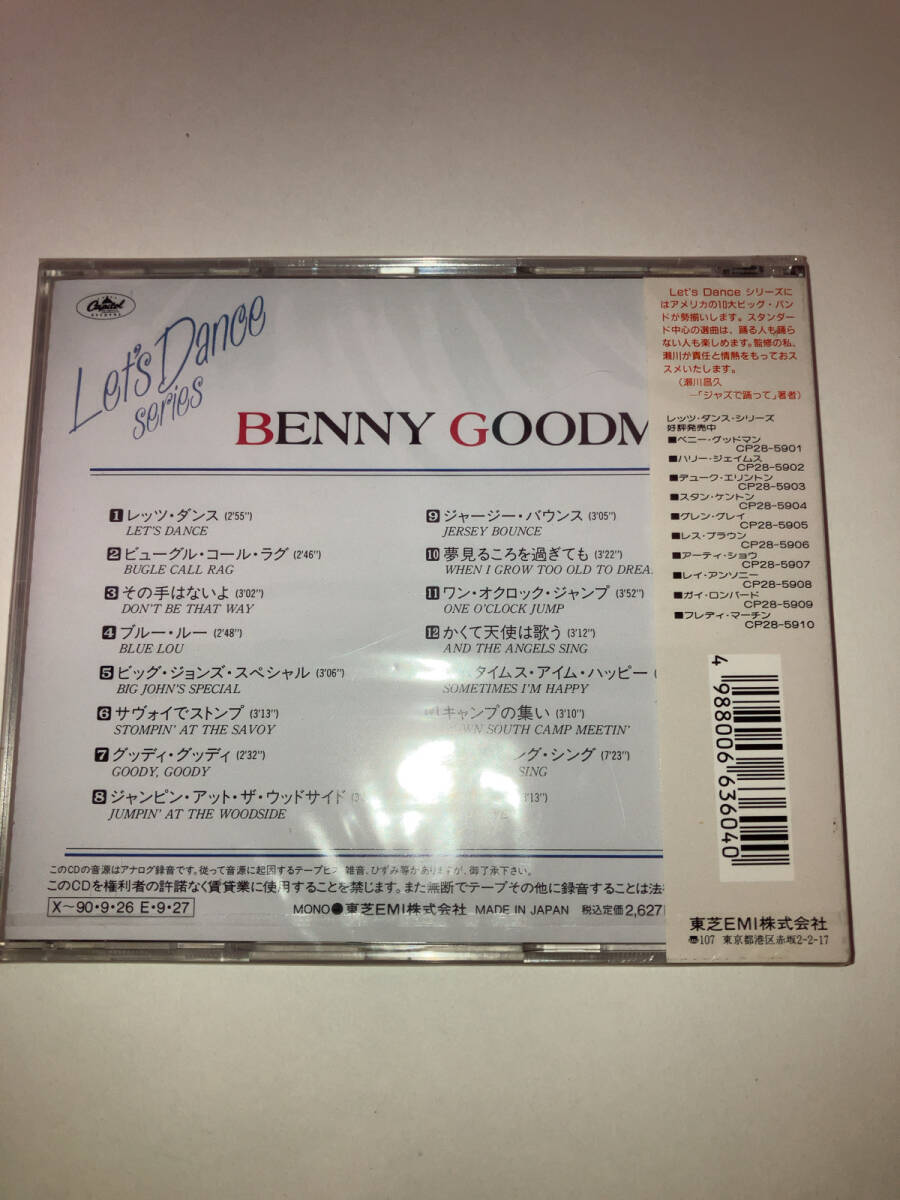 Capitol
RECORDS
Let's Dance
series
BENNY GOODM
1 レッツ・ダンス (2'55")
LET'S DANCE
2 ビューグル・コール・ラグ (2'46")
BUGLE CALL RAG
3 その手はないよ (3'02")
DON'T BE THAT WAY
4 ブルー・ルー (2'48")
BLUE LOU
5 ビッグ・ジョンズ・スペシャル (3'06")
BIG JOHN'S SPECIAL
6 サヴォイでストンプ (3'13")
STOMPIN' AT THE SAVOY
7 グッディ・グッディ (2'32")
GOODY, GOODY
8 ジャンピン・アット・ザ・ウッドサイド
JUMPIN' AT THE WOODSIDE
9 ジャージー・バウンス (3'05")
JERSEY BOUNCE
10 夢見るころを過ぎても (3'22")
WHEN I GROW TOO OLD TO DREA
11 ワン・オクロック・ジャンプ (3'52")
ONE O'CLOCK JUMP
12 かくて天使は歌う (3'12")
AND THE ANGELS SING
タイムス・アイム・ハッピー
SOMETIMES I'M HAPPY
キャンプの集い (3'10")
WN SOUTH CAMP MEETIN'
ング・シング (7'23")
SING
3'13")
このCDの音源はアナログ録音です。従って音源に起因するテープヒス、雑音、ひずみ等がありますが、御了承下さい。
このCDを権利者の許諾なく賃貸業に使用することを禁じます。また無断でテープその他に録音することは法
X〜90・9・26 E・9・27
MONO●東芝EMI株式会社 MADE IN JAPAN 税込定価2,627
Let's Dance シリーズに
はアメリカの10大ビッグ・バン
ドが勢揃いします。スタンダー
ド中心の選曲は、踊る人も踊ら
ない人も楽しめます。監修の私、
瀬川が責任と情熱をもっておス
スメいたします。
(瀬川昌久
—「ジャズで踊って」著者)
レッツ・ダンス・シリーズ
好評発売中
■ベニー・グッドマン
CP28-5901
■ハリー・ジェイムス
CP28-5902
■デューク・エリントン
CP28-5903
■スタン・ケントン
CP28-5904
■グレン・グレイ
CP28-5905
■レス・ブラウン
CP28-5906
■アーティ・ショウ
CP28-5907
■レイ・アンソニー
CP28-5908
■ガイ・ロンバード
CP28-5909
■フレディ・マーチン
CP28-5910
4 988006 636040
東芝EMI株式会社
〠107 東京都港区赤坂2-2-17